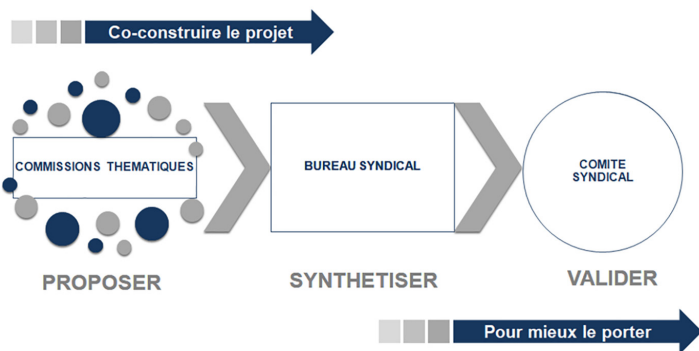 Co-construire le projet
COMMISSIONS THEMATIQUES
BUREAU SYNDICAL
COMITE
SYNDICAL
PROPOSER
SYNTHETISER
VALIDER
Pour mieux le porter